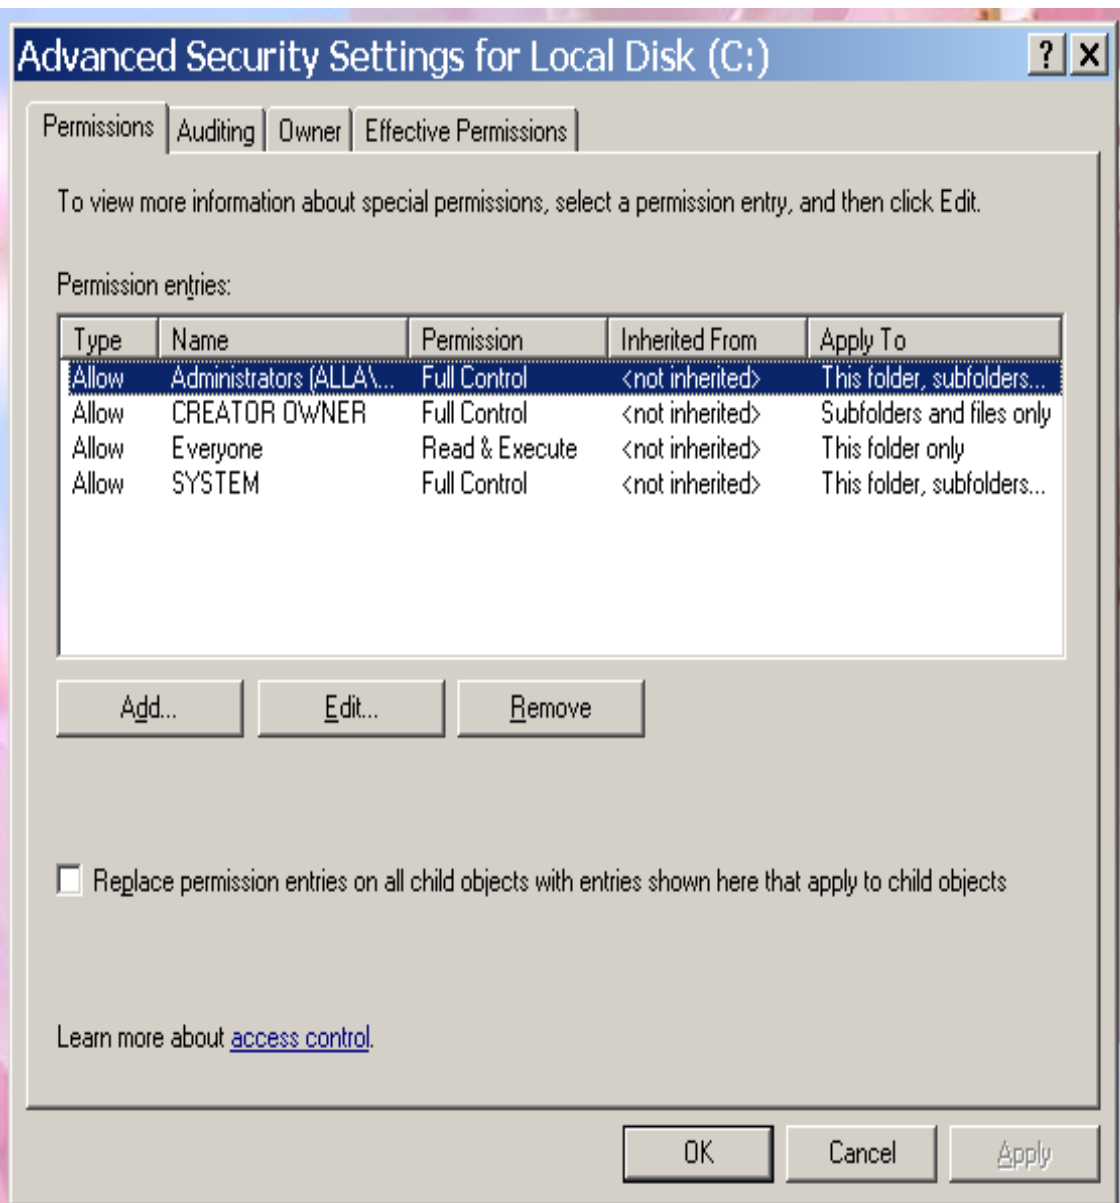 Advanced Security Settings for Local Disk (C:)
Permissions Auditing Owner Effective Permissions
To view more information about special permissions, select a permission entry, and then click Edit.
Permission entries:
Type Name Permission Inherited From Apply To
Allow Administrators (ALLA\... Full Control <not inherited> This folder, subfolders...
Allow CREATOR OWNER Full Control <not inherited> Subfolders and files only
Allow Everyone Read & Execute <not inherited> This folder only
Allow SYSTEM Full Control <not inherited> This folder, subfolders...
Add... Edit... Remove
Replace permission entries on all child objects with entries shown here that apply to child objects
Learn more about access control.
OK Cancel Apply